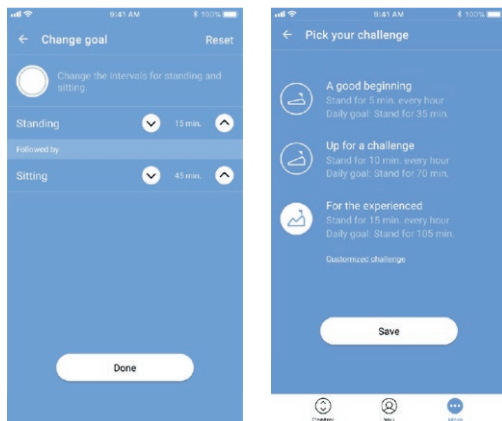 9:41 AM
100%
Change goal
Reset
Change the intervals for standing and
sitting.
Standing
15 min.
Followed by
Sitting
45 min.
Done
9:41 AM
100%
Pick your challenge
A good beginning
Stand for 5 min. every hour
Daily goal: Stand for 35 min.
Up for a challenge
Stand for 10 min. every hour
Daily goal: Stand for 70 min.
For the experienced
Stand for 15 min. every hour
Daily goal: Stand for 105 min.
Customized challenge
Save
Control
You
More